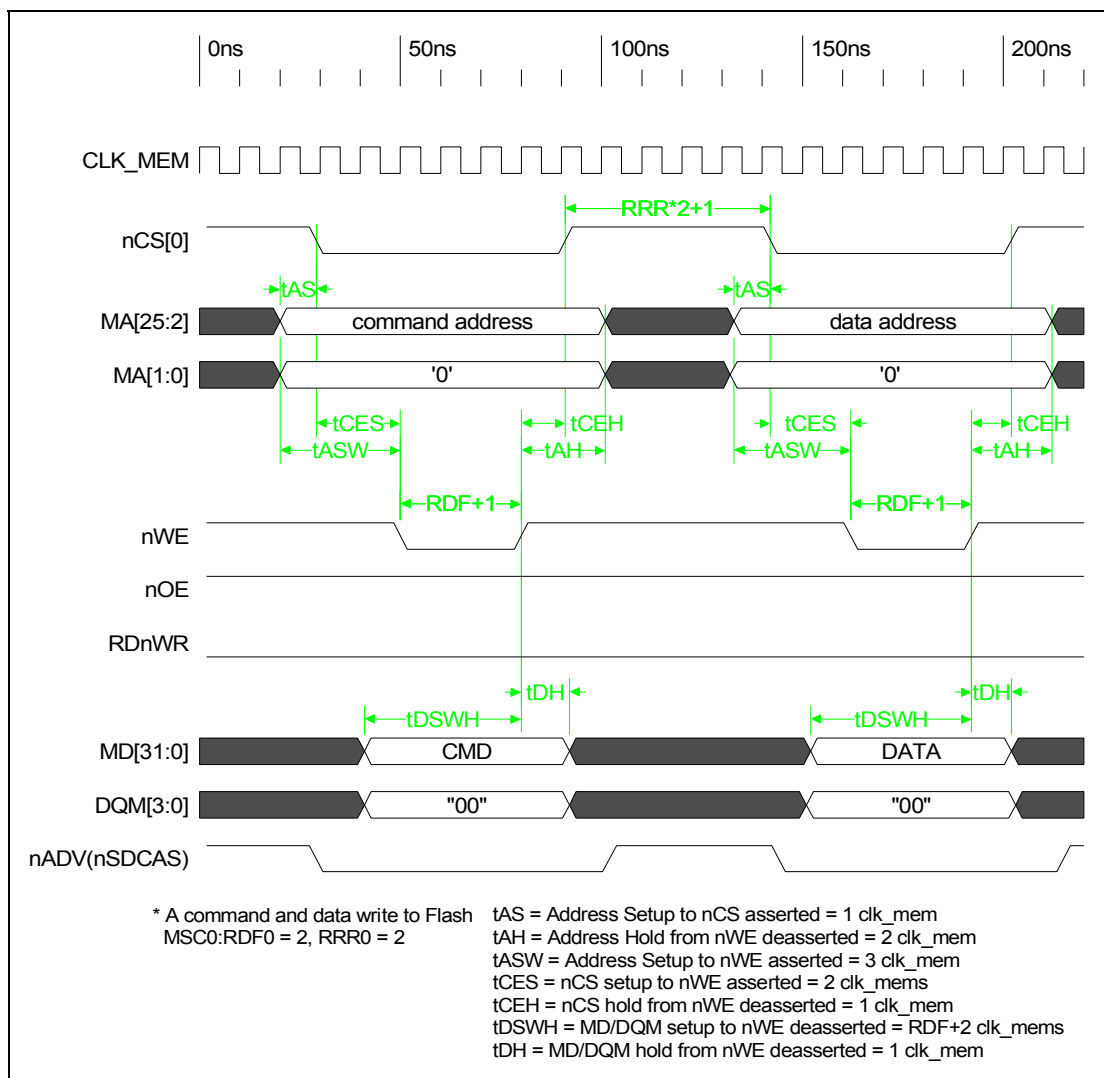 0ns 50ns 100ns 150ns 200ns
CLK_MEM
RRR*2+1
nCS[0]
tAS tAS
MA[25:2] command address data address
MA[1:0] '0' '0'
tCES tCEH tCES tCEH
tASW tAH tASW tAH
RDF+1 RDF+1
nWE
nOE
RDnWR
tDH tDH
tDSWH tDSWH
MD[31:0] CMD DATA
DQM[3:0] "00" "00"
nADV(nSDCAS)
* A command and data write to Flash
MSC0:RDF0 = 2, RRR0 = 2
tAS = Address Setup to nCS asserted = 1 clk_mem
tAH = Address Hold from nWE deasserted = 2 clk_mem
tASW = Address Setup to nWE asserted = 3 clk_mem
tCES = nCS setup to nWE asserted = 2 clk_mems
tCEH = nCS hold from nWE deasserted = 1 clk_mem
tDSWH = MD/DQM setup to nWE deasserted = RDF+2 clk_mems
tDH = MD/DQM hold from nWE deasserted = 1 clk_mem